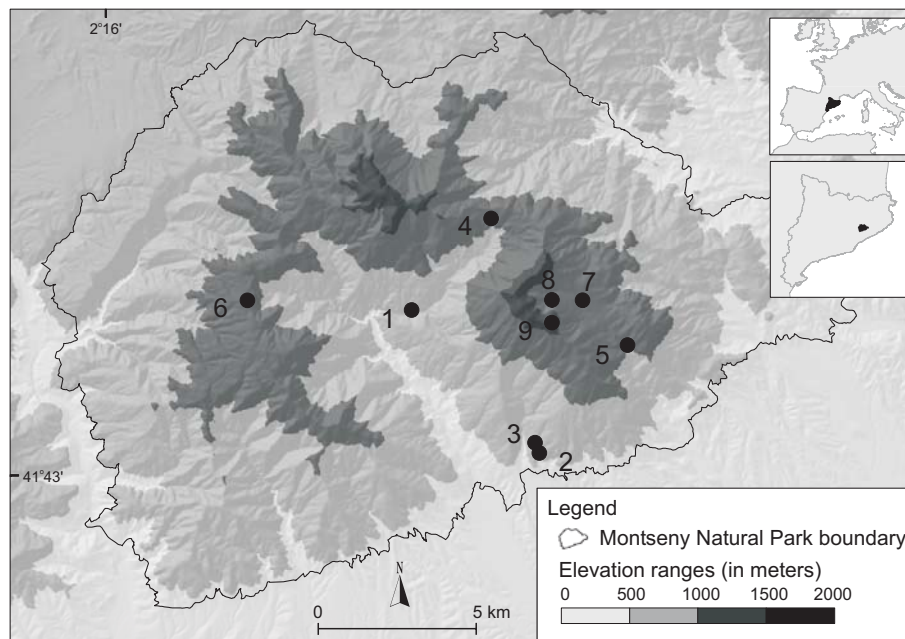 2°16'
4
8 7
6
1
9
5
3
2
41°43'
N
0 5 km
Legend
Montseny Natural Park boundary
Elevation ranges (in meters)
0 500 1000 1500 2000